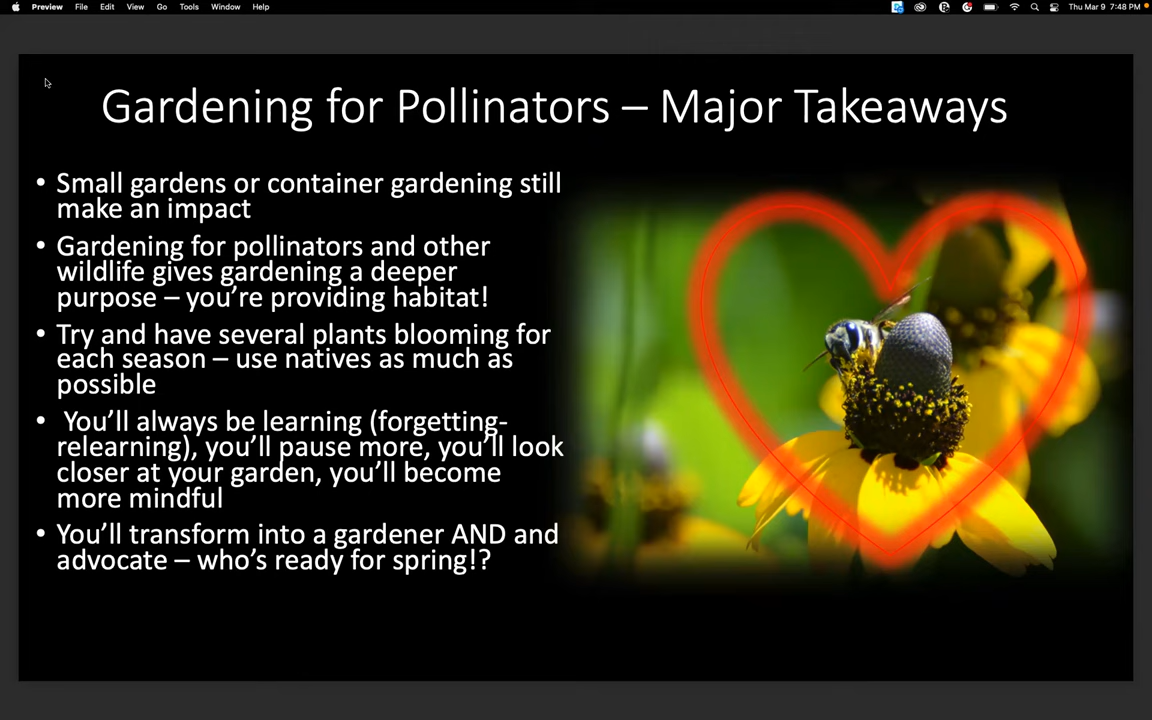 Preview File Edit View Go Tools Window Help Thu Mar 9 7:48 PM
Gardening for Pollinators – Major Takeaways
• Small gardens or container gardening still
make an impact
• Gardening for pollinators and other
wildlife gives gardening a deeper
purpose – you’re providing habitat!
• Try and have several plants blooming for
each season – use natives as much as
possible
• You’ll always be learning (forgetting-
relearning), you’ll pause more, you’ll look
closer at your garden, you’ll become
more mindful
• You’ll transform into a gardener AND and
advocate – who’s ready for spring!?